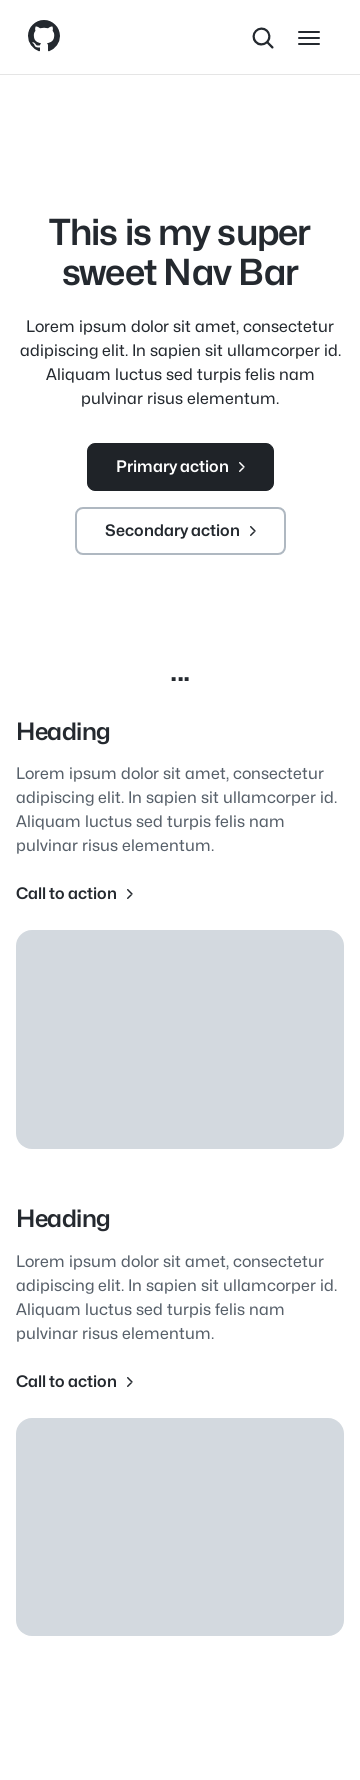 This is my super
sweet Nav Bar
Lorem ipsum dolor sit amet, consectetur
adipiscing elit. In sapien sit ullamcorper id.
Aliquam luctus sed turpis felis nam
pulvinar risus elementum.
Primary action
Secondary action
...
Heading
Lorem ipsum dolor sit amet, consectetur
adipiscing elit. In sapien sit ullamcorper id.
Aliquam luctus sed turpis felis nam
pulvinar risus elementum.
Call to action
Heading
Lorem ipsum dolor sit amet, consectetur
adipiscing elit. In sapien sit ullamcorper id.
Aliquam luctus sed turpis felis nam
pulvinar risus elementum.
Call to action